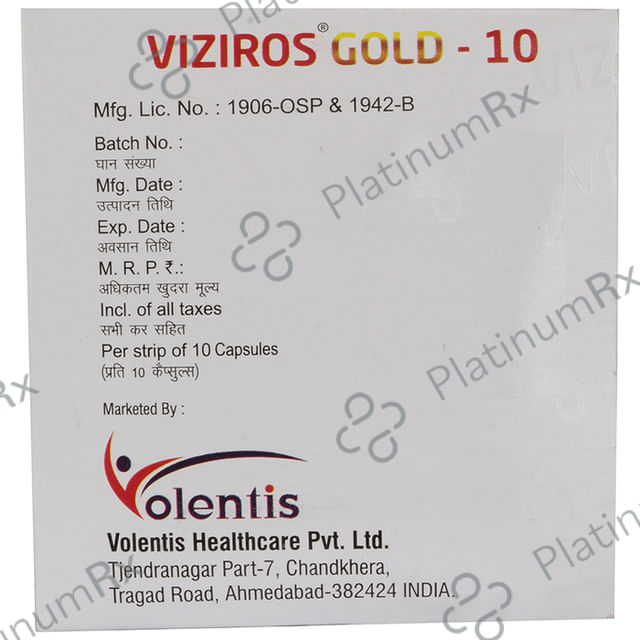 VIZIROS® GOLD - 10
Mfg. Lic. No. : 1906-OSP & 1942-B
Batch No. :
घान संख्या
Mfg. Date :
उत्पादन तिथि
Exp. Date :
अवसान तिथि
M. R. P. ₹.:
अधिकतम खुदरा मूल्य
Incl. of all taxes
सभी कर सहित
Per strip of 10 Capsules
(प्रति 10 कैप्सुल्स)
Marketed By :
Volentis
Volentis Healthcare Pvt. Ltd.
Tjendranagar Part-7, Chandkhera,
Tragad Road, Ahmedabad-382424 INDIA.
PlatinumRx
PlatinumRx
PlatinumRx
Platinum
Rx